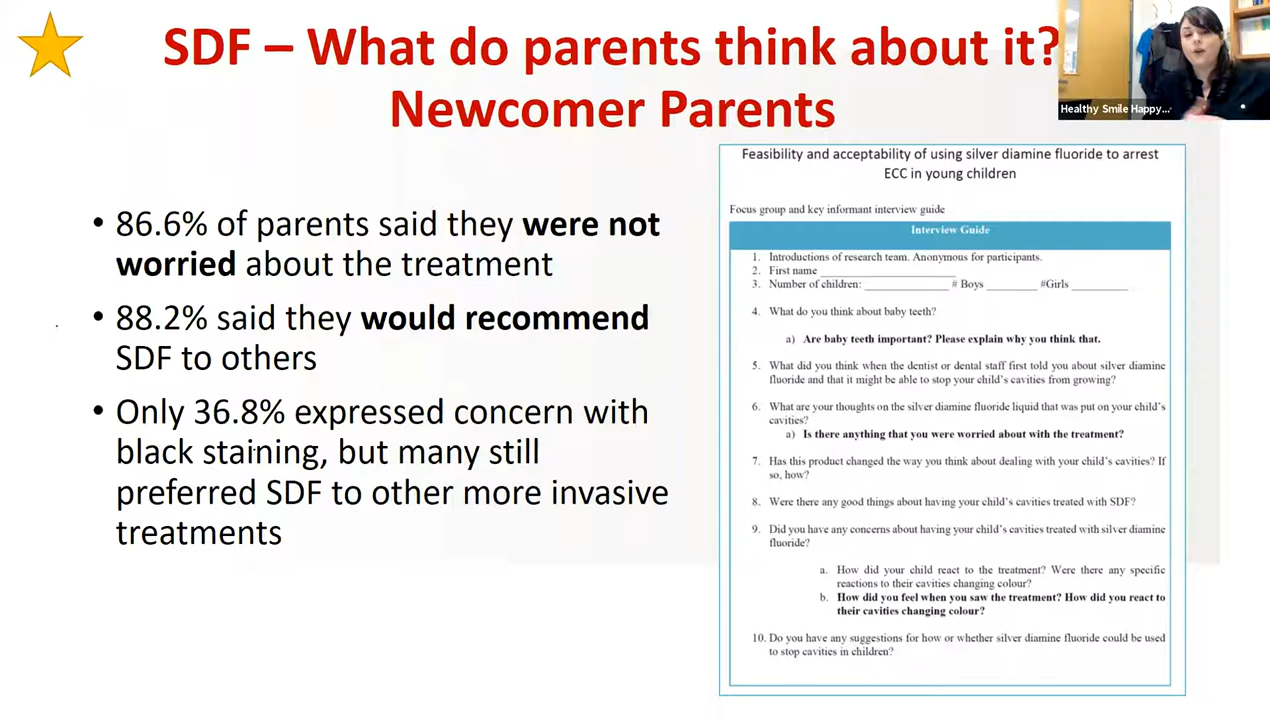 SDF – What do parents think about it?
Newcomer Parents
Healthy Smile Happy...
• 86.6% of parents said they were not
worried about the treatment
• 88.2% said they would recommend
SDF to others
• Only 36.8% expressed concern with
black staining, but many still
preferred SDF to other more invasive
treatments
Feasibility and acceptability of using silver diamine fluoride to arrest
ECC in young children
Focus group and key informant interview guide
Interview Guide
1. Introductions of research team. Anonymous for participants.
2. First name ____________________
3. Number of children: ____________ # Boys _______ #Girls ________
4. What do you think about baby teeth?
a) Are baby teeth important? Please explain why you think that.
5. What did you think when the dentist or dental staff first told you about silver diamine
fluoride and that it might be able to stop your child's cavities from growing?
6. What are your thoughts on the silver diamine fluoride liquid that was put on your child's
cavities?
a) Is there anything that you were worried about with the treatment?
7. Has this product changed the way you think about dealing with your child's cavities? If
so, how?
8. Were there any good things about having your child's cavities treated with SDF?
9. Did you have any concerns about having your child's cavities treated with silver diamine
fluoride?
a. How did your child react to the treatment? Were there any specific
reactions to their cavities changing colour?
b. How did you feel when you saw the treatment? How did you react to
their cavities changing colour?
10. Do you have any suggestions for how or whether silver diamine fluoride could be used
to stop cavities in children?